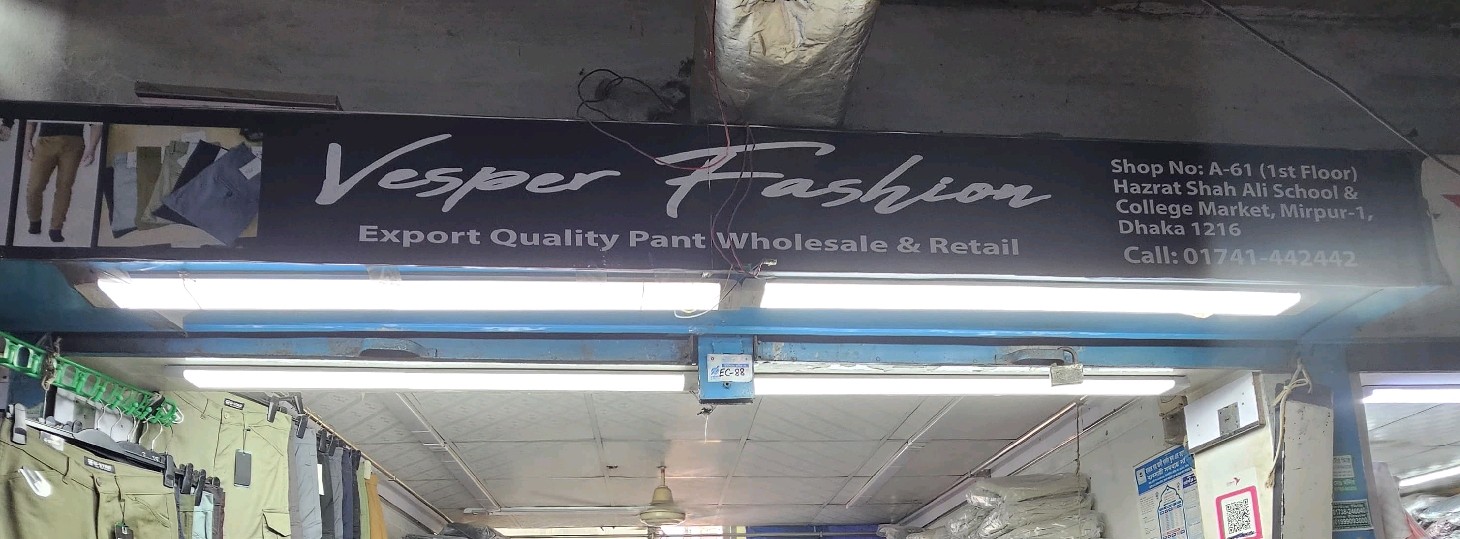 Vesper Fashion
Export Quality Pant Wholesale & Retail
Shop No: A-61 (1st Floor)
Hazrat Shah Ali School &
College Market, Mirpur-1,
Dhaka 1216
Call: 01741-442442
EC-88